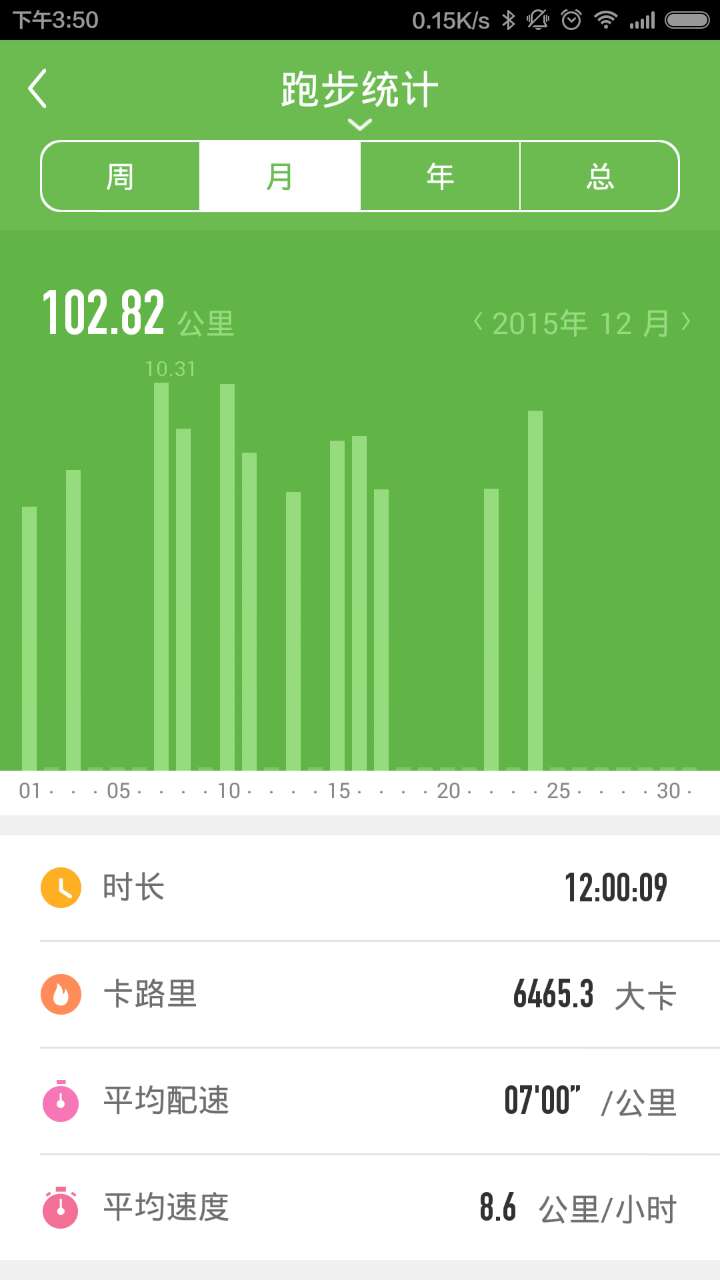 下午3:50 0.15K/s
跑步统计
周 月 年 总
102.82 公里 2015年 12 月
10.31
01 · · · 05 · · · · 10 · · · · 15 · · · · 20 · · · · 25 · · · · 30 ·
时长 12:00:09
卡路里 6465.3 大卡
平均配速 07'00” /公里
平均速度 8.6 公里/小时